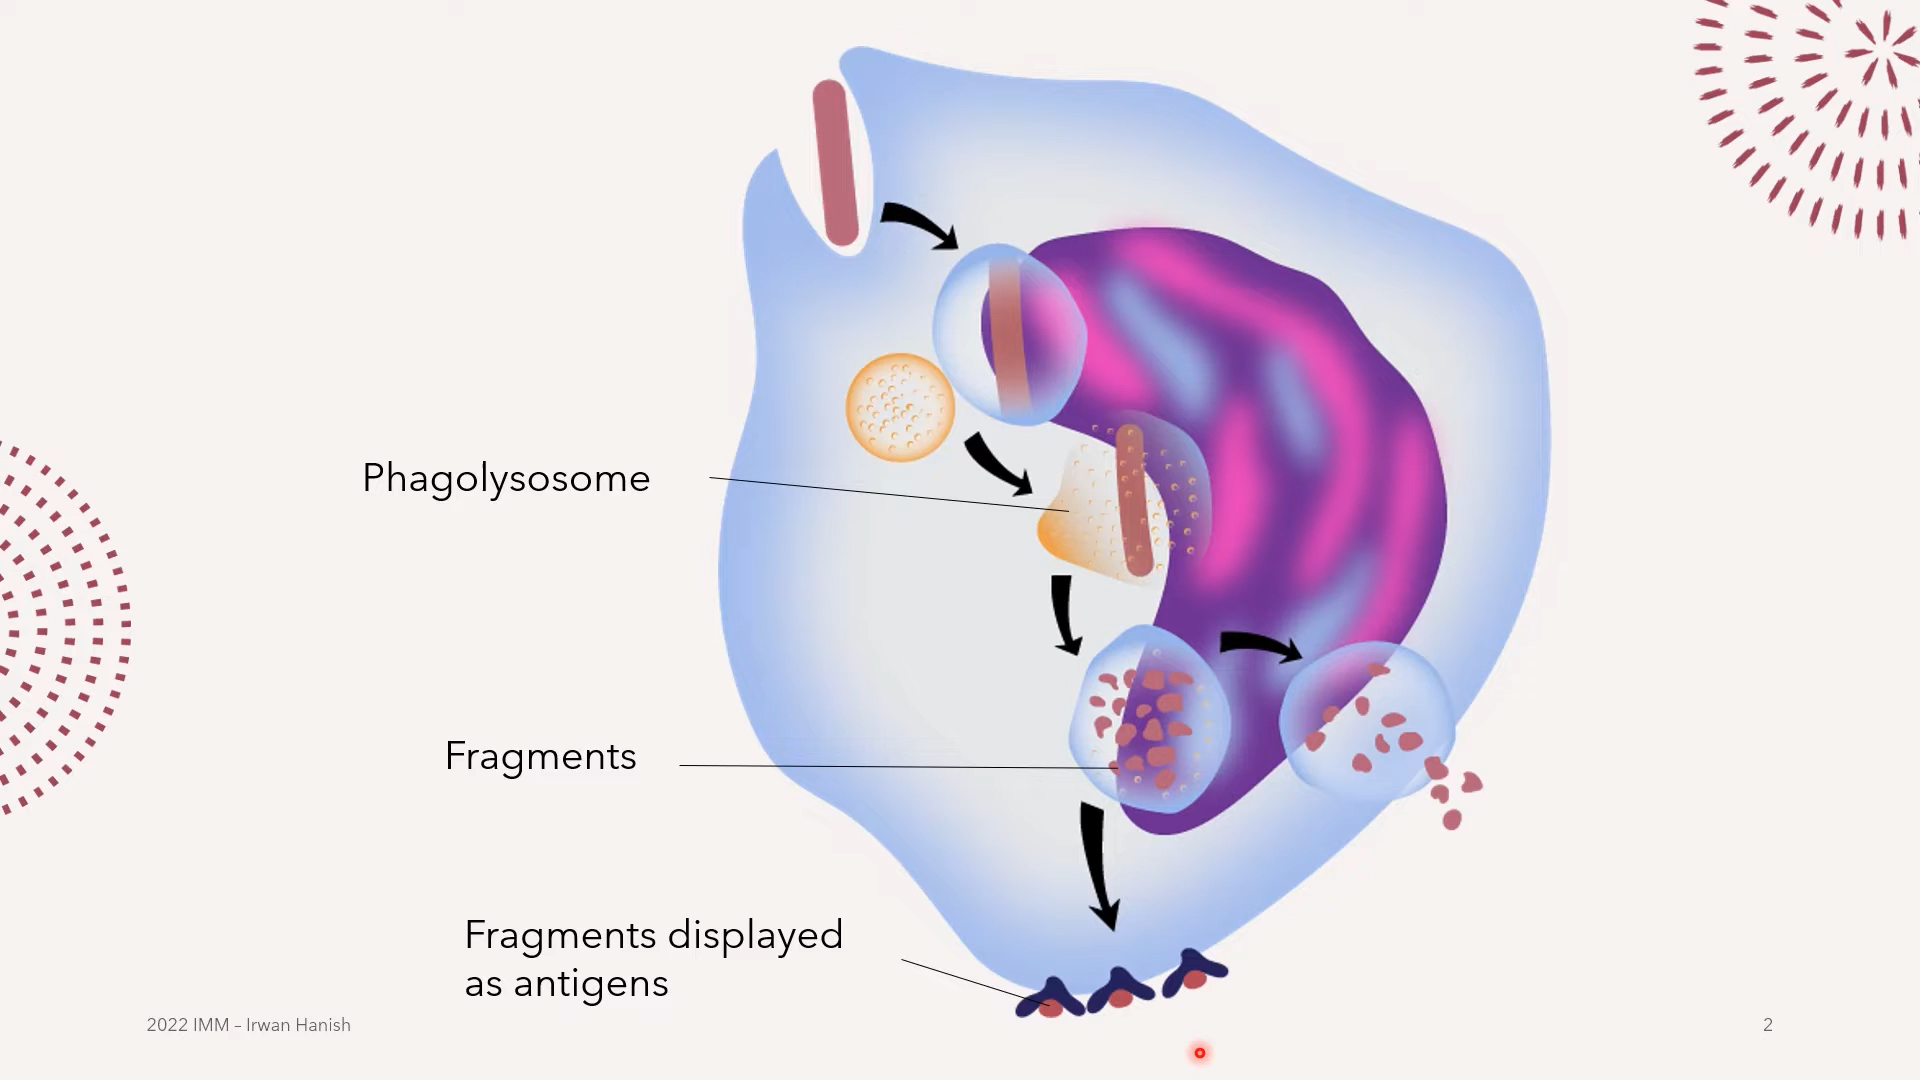 Phagolysosome
Fragments
Fragments displayed
as antigens
2022 IMM – Irwan Hanish
2